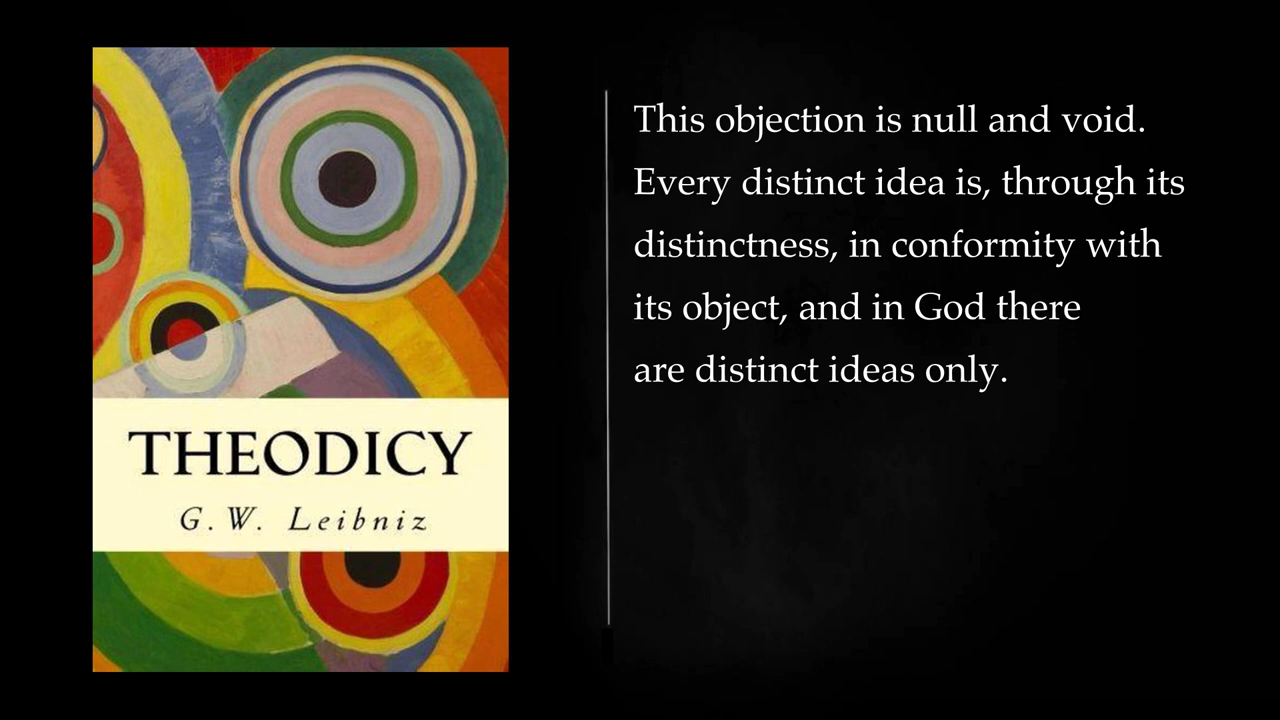 THEODICY
G. W. Leibniz
This objection is null and void.
Every distinct idea is, through its
distinctness, in conformity with
its object, and in God there
are distinct ideas only.